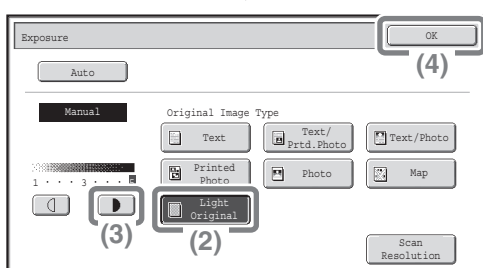 Exposure
OK
(4)
Auto
Manual
Original Image Type
Text
Text/
Prtd.Photo
Text/Photo
Printed
Photo
Photo
Map
1 · · · 3 · · · 5
Light
Original
(3)
(2)
Scan
Resolution